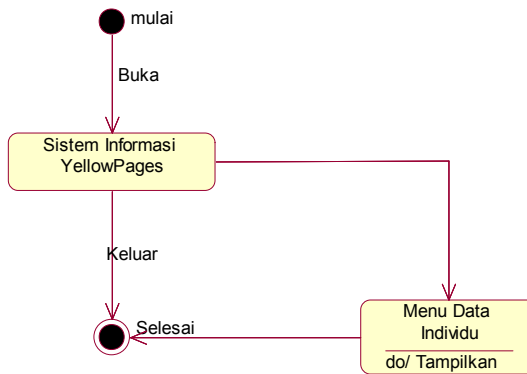 mulai
Buka
Sistem Informasi
YellowPages
Keluar
Menu Data
Individu
do/ Tampilkan
Selesai